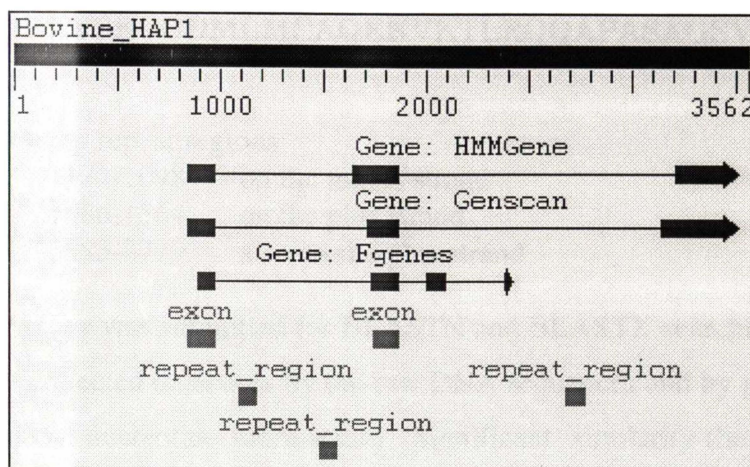 Bovine_HAP1
1 1000 2000 3562
Gene: HMMGene
Gene: Genscan
Gene: Fgenes
exon exon
repeat_region repeat_region
repeat_region